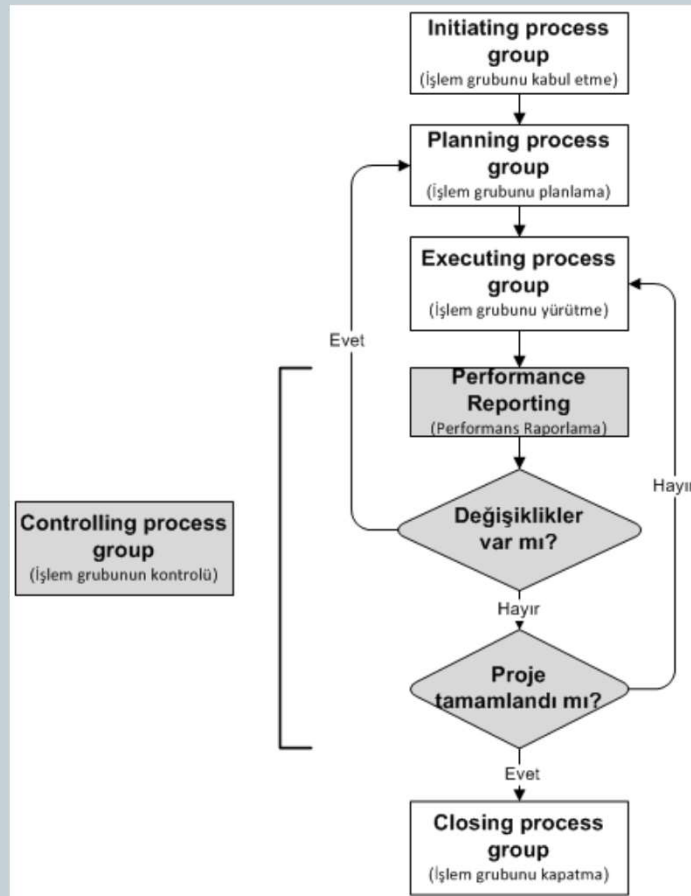 Initiating process
group
(İşlem grubunu kabul etme)
Planning process
group
(İşlem grubunu planlama)
Executing process
group
(İşlem grubunu yürütme)
Evet
Performance
Reporting
(Performans Raporlama)
Hayır
Controlling process
group
(İşlem grubunun kontrolü)
Değişiklikler
var mı?
Hayır
Proje
tamamlandı mı?
Evet
Closing process
group
(İşlem grubunu kapatma)